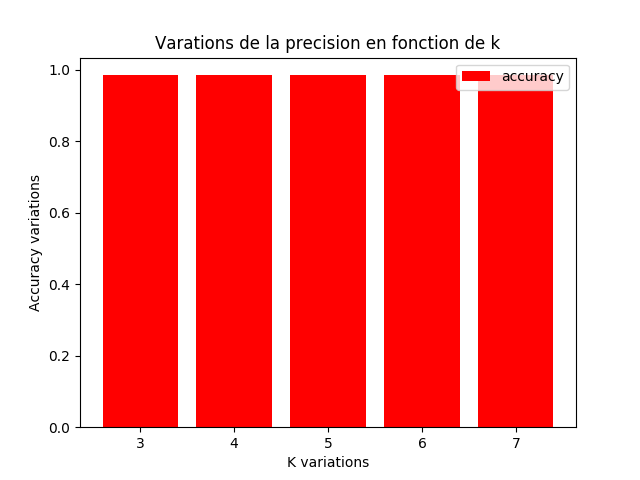 Varations de la precision en fonction de k
accuracy
1.0
0.8
0.6
0.4
0.2
0.0
Accuracy variations
3 4 5 6 7
K variations